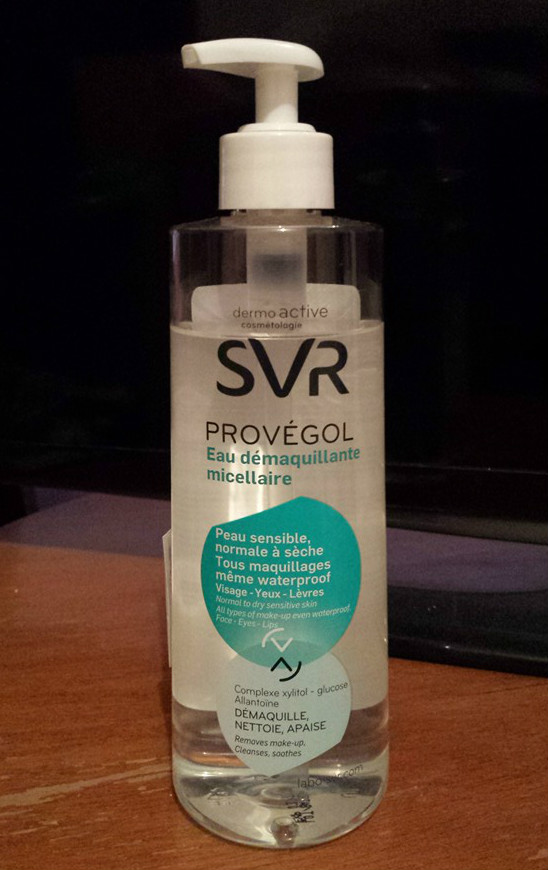 dermo active
cosmétologie
SVR
PROVÉGOL
Eau démaquillante
micellaire
Peau sensible,
normale à sèche
Tous maquillages
même waterproof
Visage - Yeux - Lèvres
Normal to dry sensitive skin
All types of make-up even waterproof
Face - Eyes - Lips
Complexe xylitol - glucose
Allantoïne
DÉMAQUILLE,
NETTOIE, APAISE
Removes make-up,
Cleanses, soothes